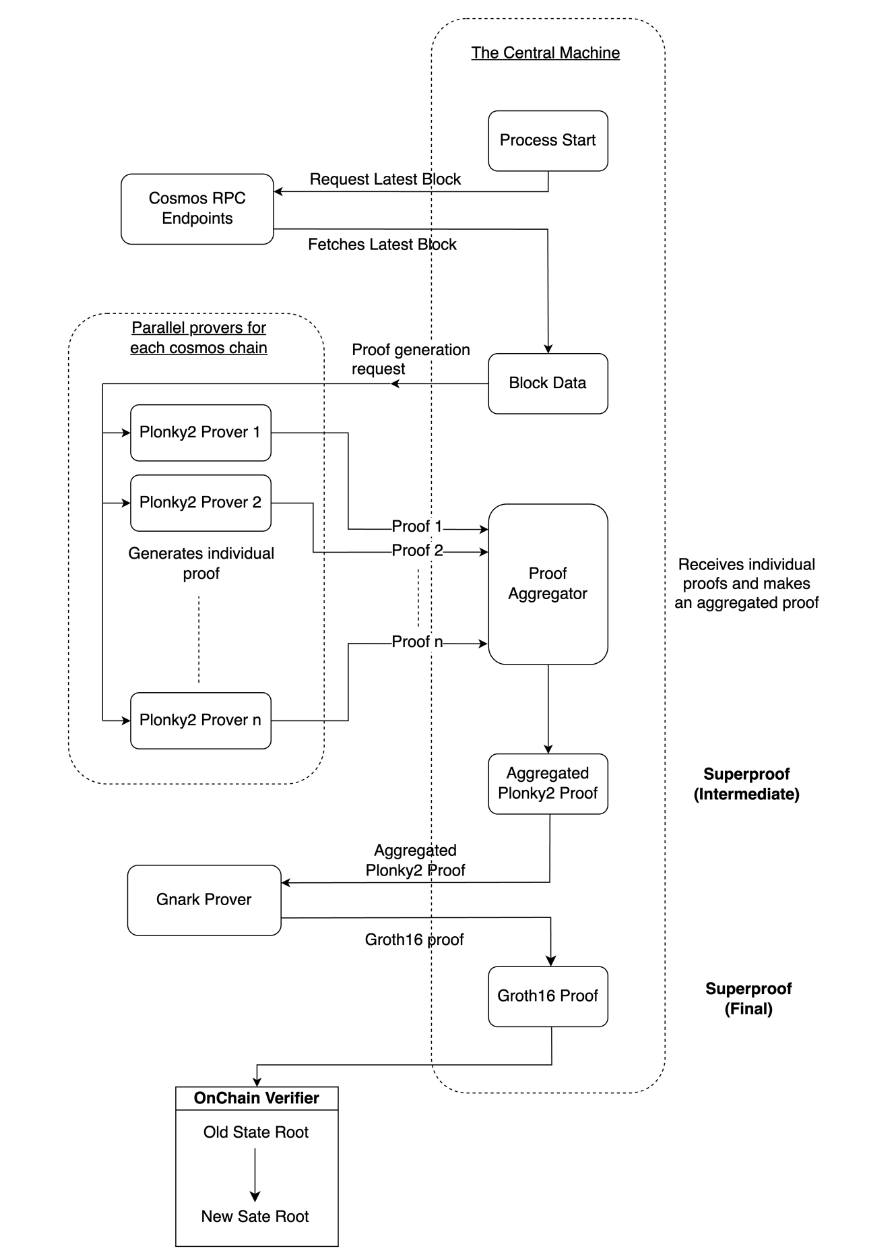 The Central Machine
Process Start
Request Latest Block
Cosmos RPC
Endpoints
Fetches Latest Block
Parallel provers for
each cosmos chain
Proof generation
request
Block Data
Plonky2 Prover 1
Plonky2 Prover 2
Generates individual
proof
Plonky2 Prover n
Proof 1
Proof 2
Proof n
Proof
Aggregator
Receives individual
proofs and makes
an aggregated proof
Aggregated
Plonky2 Proof
Superproof
(Intermediate)
Aggregated
Plonky2 Proof
Gnark Prover
Groth16 proof
Groth16 Proof
Superproof
(Final)
OnChain Verifier
Old State Root
New Sate Root